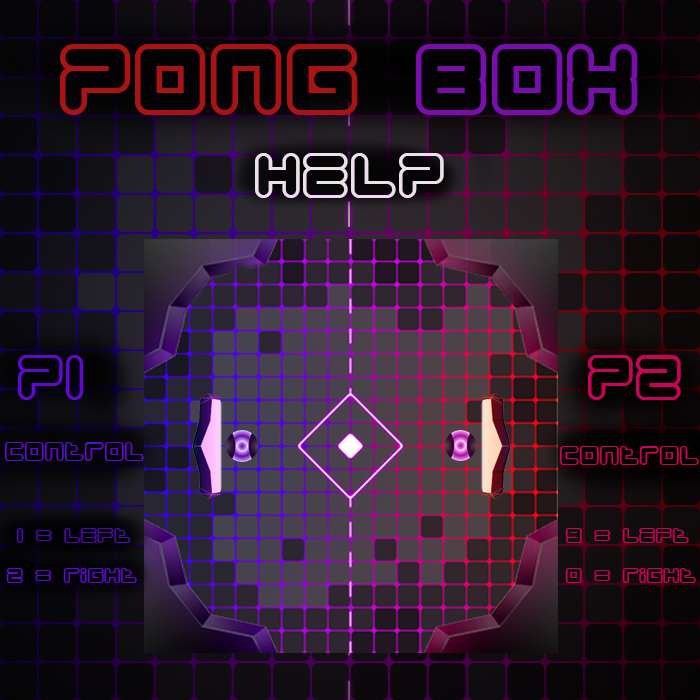 PONG BOX
HELP
P1
CONTROL
1 = LEFT
2 = RIGHT
P2
CONTROL
9 = LEFT
0 = RIGHT